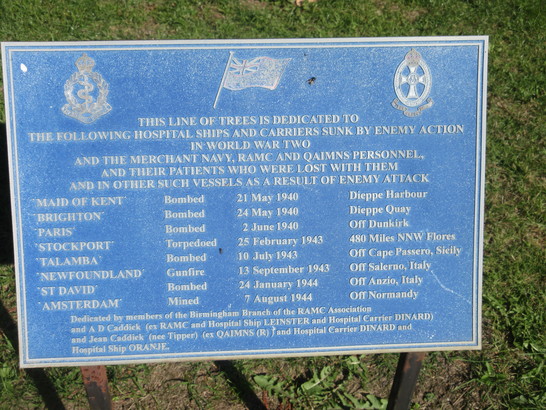 THIS LINE OF TREES IS DEDICATED TO
THE FOLLOWING HOSPITAL SHIPS AND CARRIERS SUNK BY ENEMY ACTION
IN WORLD WAR TWO
AND THE MERCHANT NAVY, RAMC AND QAIMNS PERSONNEL,
AND THEIR PATIENTS WHO WERE LOST WITH THEM
AND IN OTHER SUCH VESSELS AS A RESULT OF ENEMY ATTACK
'MAID OF KENT' Bombed 21 May 1940 Dieppe Harbour
'BRIGHTON' Bombed 24 May 1940 Dieppe Quay
'PARIS' Bombed 2 June 1940 Off Dunkirk
'STOCKPORT' Torpedoed 25 February 1943 480 Miles NNW Flores
'TALAMBA' Bombed 10 July 1943 Off Cape Passero, Sicily
'NEWFOUNDLAND' Gunfire 13 September 1943 Off Salerno, Italy
'ST DAVID' Bombed 24 January 1944 Off Anzio, Italy
'AMSTERDAM' Mined 7 August 1944 Off Normandy
Dedicated by members of the Birmingham Branch of the RAMC Association
and A D Caddick (ex RAMC and Hospital Ship LEINSTER and Hospital Carrier DINARD)
and Jean Caddick (nee Tipper) (ex QAIMNS (R) and Hospital Carrier DINARD and
Hospital Ship ORANJE.